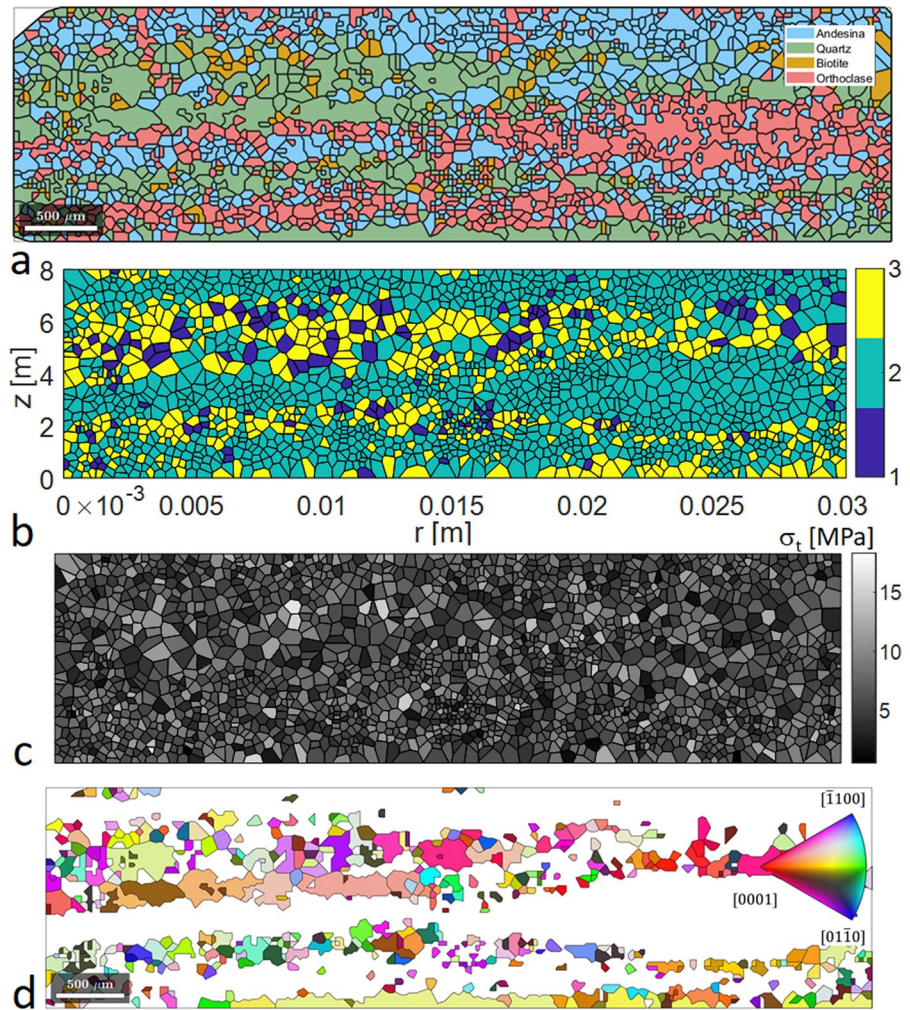 Andesina
Quartz
Biotite
Orthoclase
500 μm
a
8
6
4
2
0
z [m]
3
2
1
0 ×10⁻³ 0.005 0.010 0.015 0.020 0.025 0.03
r [m]
b
σt [MPa]
15
10
5
c
[1̄100]
[0001]
[011̄0]
500 μm
d